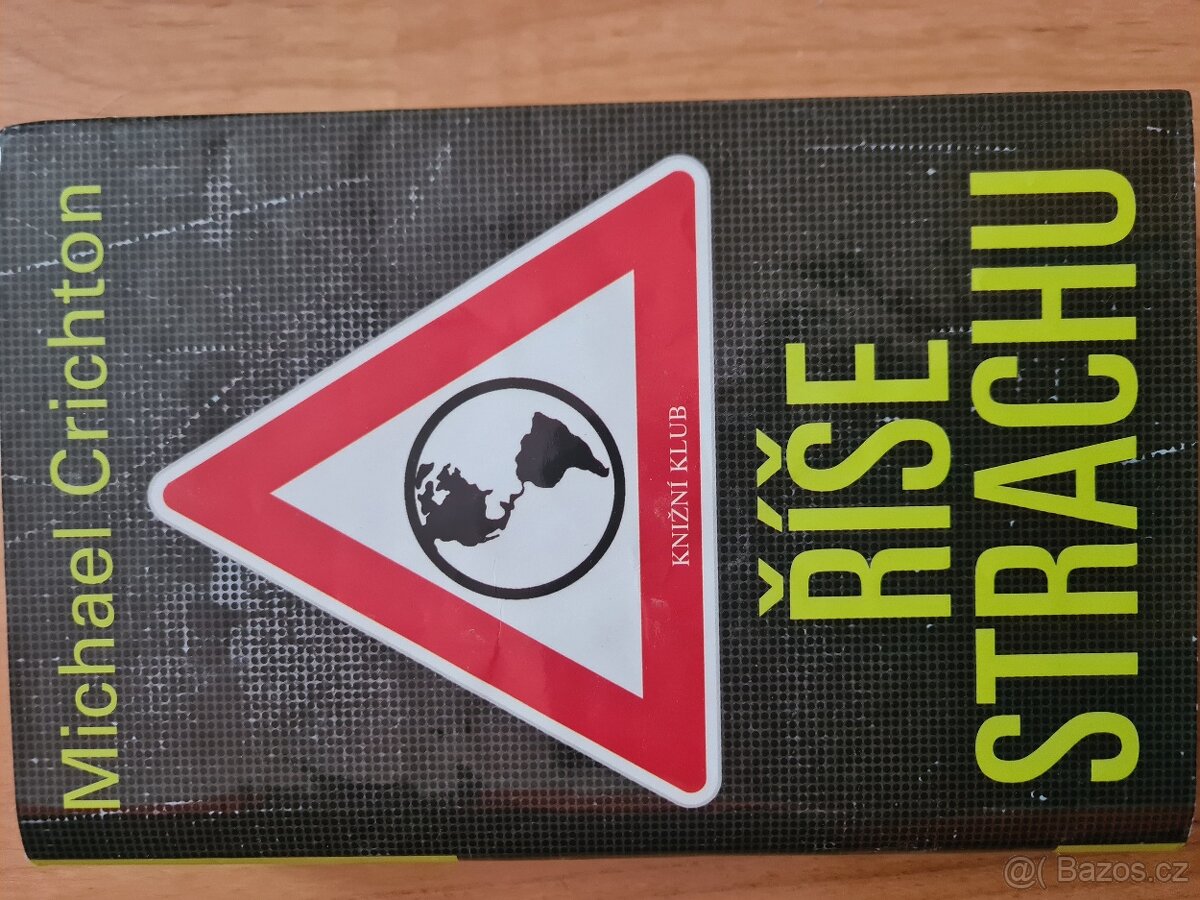 Michael Crichton
KNIŽNÍ KLUB
ŘÍŠE
STRACHU
@( Bazos.cz